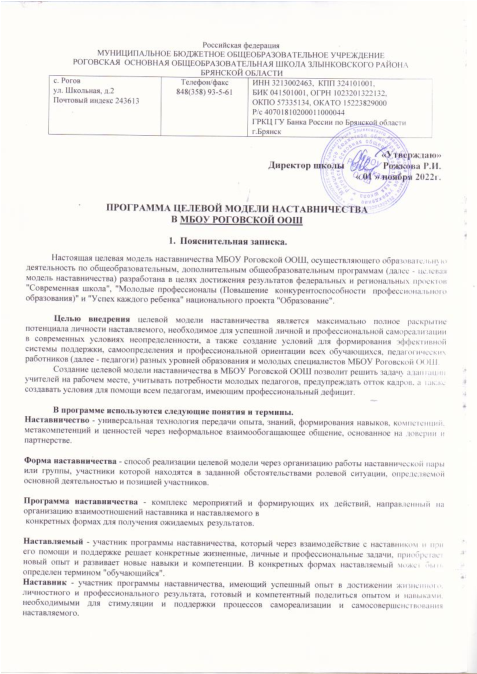 Российская федерация
МУНИЦИПАЛЬНОЕ БЮДЖЕТНОЕ ОБЩЕОБРАЗОВАТЕЛЬНОЕ УЧРЕЖДЕНИЕ
РОГОВСКАЯ ОСНОВНАЯ ОБЩЕОБРАЗОВАТЕЛЬНАЯ ШКОЛА ЗЛЫНКОВСКОГО РАЙОНА
БРЯНСКОЙ ОБЛАСТИ
с. Рогов
ул. Школьная, д.2
Почтовый индекс 243613
Телефон/факс
848(358) 93-5-61
ИНН 3213002463, КПП 324101001,
БИК 041501001, ОГРН 1023201322132,
ОКПО 57335134, ОКАТО 15223829000
Р/с 40701810200011000044
ГРКЦ ГУ Банка России по Брянской области
г.Брянск
«Утверждаю»
Директор школы Рожкова Р.И.
« 01 » ноября 2022г.
ПРОГРАММА ЦЕЛЕВОЙ МОДЕЛИ НАСТАВНИЧЕСТВА
В МБОУ РОГОВСКОЙ ООШ
1. Пояснительная записка.
Настоящая целевая модель наставничества МБОУ Роговской ООШ, осуществляющего образовательную
деятельность по общеобразовательным, дополнительным общеобразовательным программам (далее - целевая
модель наставничества) разработана в целях достижения результатов федеральных и региональных проектов
"Современная школа", "Молодые профессионалы (Повышение конкурентоспособности профессионального
образования)" и "Успех каждого ребенка" национального проекта "Образование".
Целью внедрения целевой модели наставничества является максимально полное раскрытие
потенциала личности наставляемого, необходимое для успешной личной и профессиональной самореализации
в современных условиях неопределенности, а также создание условий для формирования эффективной
системы поддержки, самоопределения и профессиональной ориентации всех обучающихся, педагогических
работников (далее - педагоги) разных уровней образования и молодых специалистов МБОУ Роговской ООШ.
Создание целевой модели наставничества в МБОУ Роговской ООШ позволит решить задачу адаптации
учителей на рабочем месте, учитывать потребности молодых педагогов, предупреждать отток кадров, а также
создавать условия для помощи всем педагогам, имеющим профессиональный дефицит.
В программе используются следующие понятия и термины.
Наставничество - универсальная технология передачи опыта, знаний, формирования навыков, компетенций,
метакомпетенций и ценностей через неформальное взаимообогащающее общение, основанное на доверии и
партнерстве.
Форма наставничества - способ реализации целевой модели через организацию работы наставнической пары
или группы, участники которой находятся в заданной обстоятельствами ролевой ситуации, определяемой
основной деятельностью и позицией участников.
Программа наставничества - комплекс мероприятий и формирующих их действий, направленный на
организацию взаимоотношений наставника и наставляемого в
конкретных формах для получения ожидаемых результатов.
Наставляемый - участник программы наставничества, который через взаимодействие с наставником и при
его помощи и поддержке решает конкретные жизненные, личные и профессиональные задачи, приобретает
новый опыт и развивает новые навыки и компетенции. В конкретных формах наставляемый может быть
определен термином "обучающийся".
Наставник - участник программы наставничества, имеющий успешный опыт в достижении жизненного,
личностного и профессионального результата, готовый и компетентный поделиться опытом и навыками,
необходимыми для стимуляции и поддержки процессов самореализации и самосовершенствования
наставляемого.